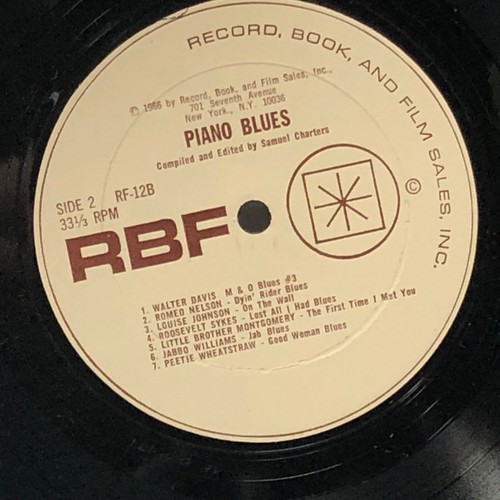 RECORD, BOOK, AND FILM SALES, INC.
© 1966 by Record, Book, and Film Sales, Inc.,
701 Seventh Avenue
New York, N.Y. 10036
PIANO BLUES
Compiled and Edited by Samuel Charters
SIDE 2 RF-12B
33⅓ RPM
©
RBF
1. WALTER DAVIS M & O Blues #3
2. ROMEO NELSON - Dyin' Rider Blues
3. LOUISE JOHNSON - On The Wall
4. ROOSEVELT SYKES - Lost All I Had Blues
5. LITTLE BROTHER MONTGOMERY - The First Time I Met You
6. JABBO WILLIAMS - Jab Blues
7. PEETIE WHEATSTRAW - Good Woman Blues